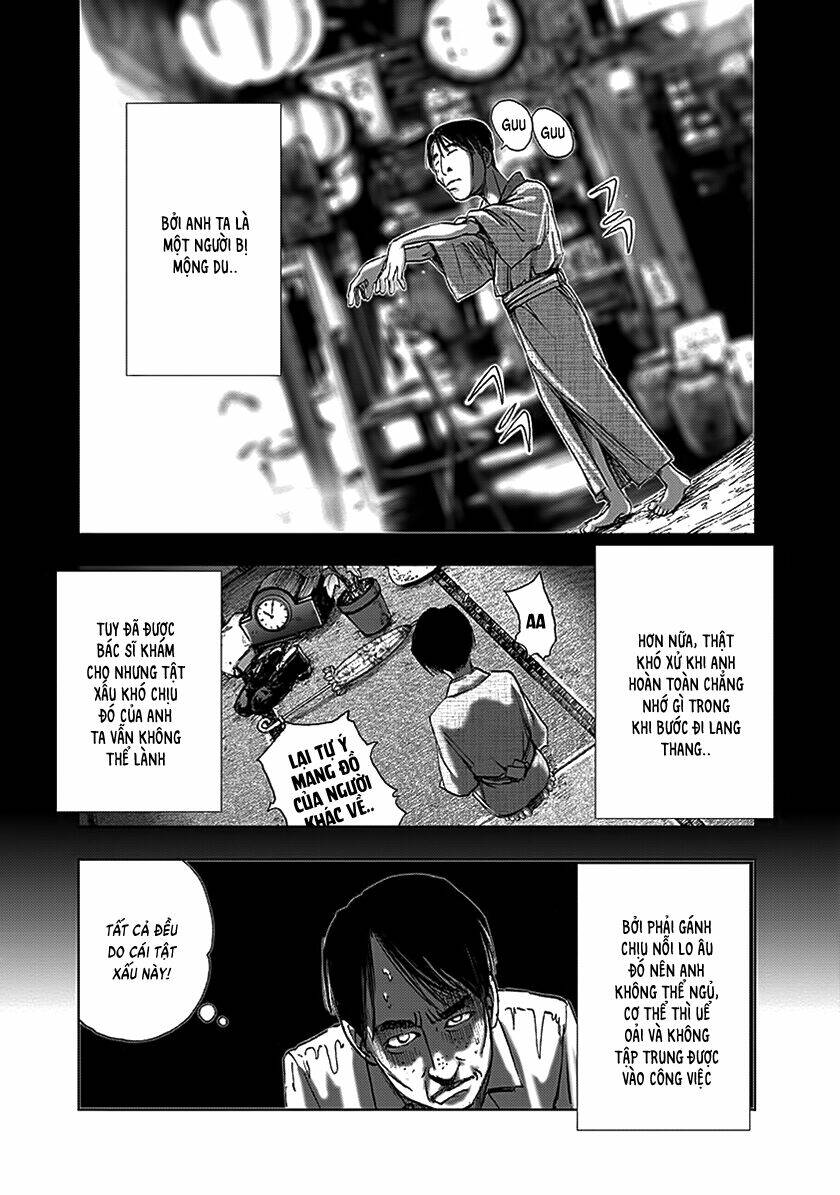 GUU
GUU
BỞI ANH TA LÀ
MỘT NGƯỜI BỊ
MỘNG DU..
HƠN NỮA, THẬT
KHÓ XỬ KHI ANH
HOÀN TOÀN CHẲNG
NHỚ GÌ TRONG
KHI BƯỚC ĐI LANG
THANG..
AA
LẠI TỰ Ý
MANG ĐỒ
CỦA NGƯỜI
KHÁC VỀ..
TUY ĐÃ ĐƯỢC
BÁC SĨ KHÁM
CHO NHƯNG TẬT
XẤU KHÓ CHỊU
ĐÓ CỦA ANH
TA VẪN KHÔNG
THỂ LÀNH
BỞI PHẢI GÁNH
CHỊU NỖI LO ÂU
ĐÓ NÊN ANH
KHÔNG THỂ NGỦ,
CƠ THỂ THÌ UỂ
OẢI VÀ KHÔNG
TẬP TRUNG ĐƯỢC
VÀO CÔNG VIỆC
TẤT CẢ ĐỀU
DO CÁI TẬT
XẤU NÀY!